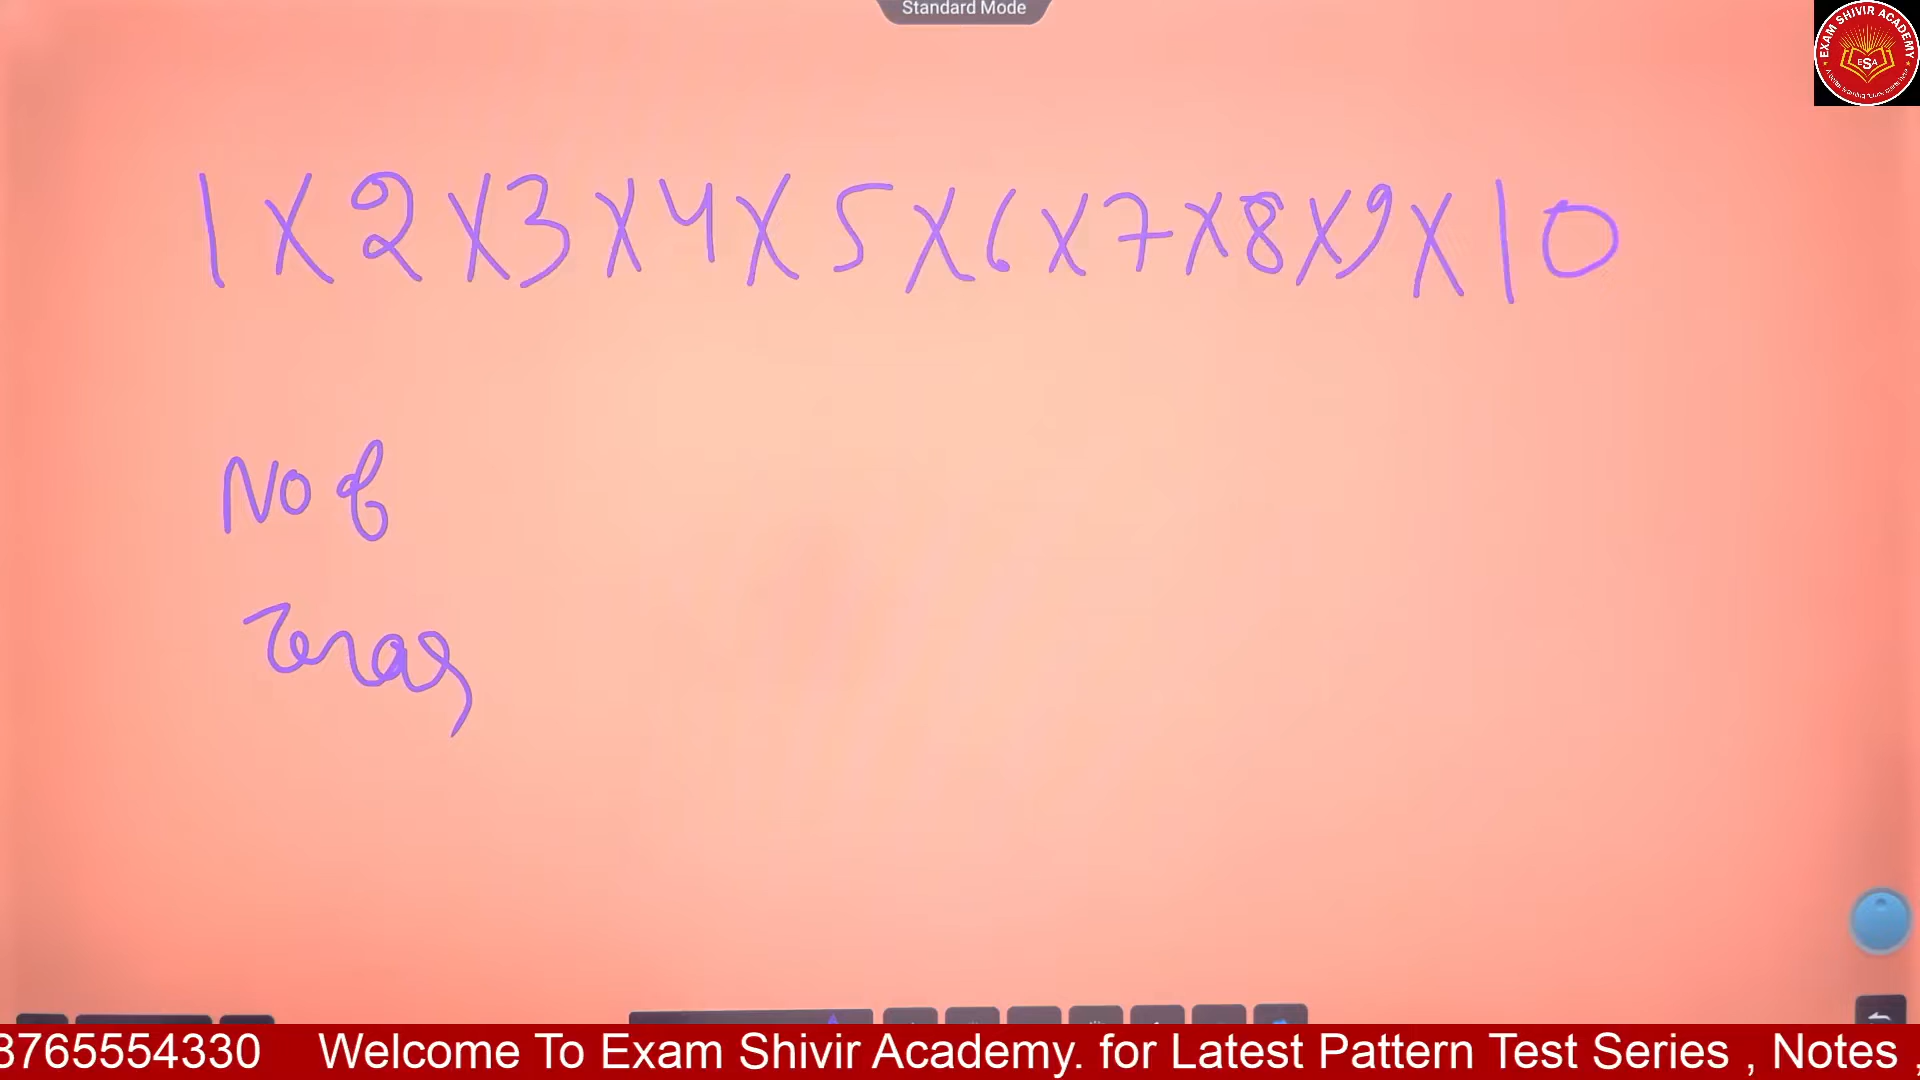 Standard Mode
EXAM SHIVIR ACADEMY
ESA
1 X 2 X 3 X 4 X 5 X 6 X 7 X 8 X 9 X 10
No of
Zeros
8765554330 Welcome To Exam Shivir Academy. for Latest Pattern Test Series , Notes ,